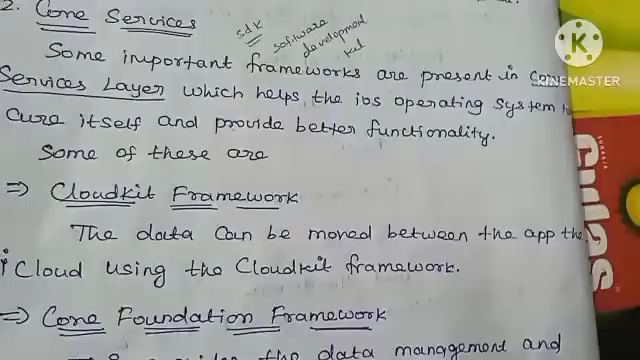 2. Core Services
sdk
software
development
kit
Some important frameworks are present in Core
Services Layer which helps the ios operating system to
cure itself and provide better functionality.
Some of these are
⇒ Cloudkit Framework
The data can be moved between the app the
iCloud using the Cloudkit framework.
⇒ Core Foundation Framework
the data management and
KINEMASTER